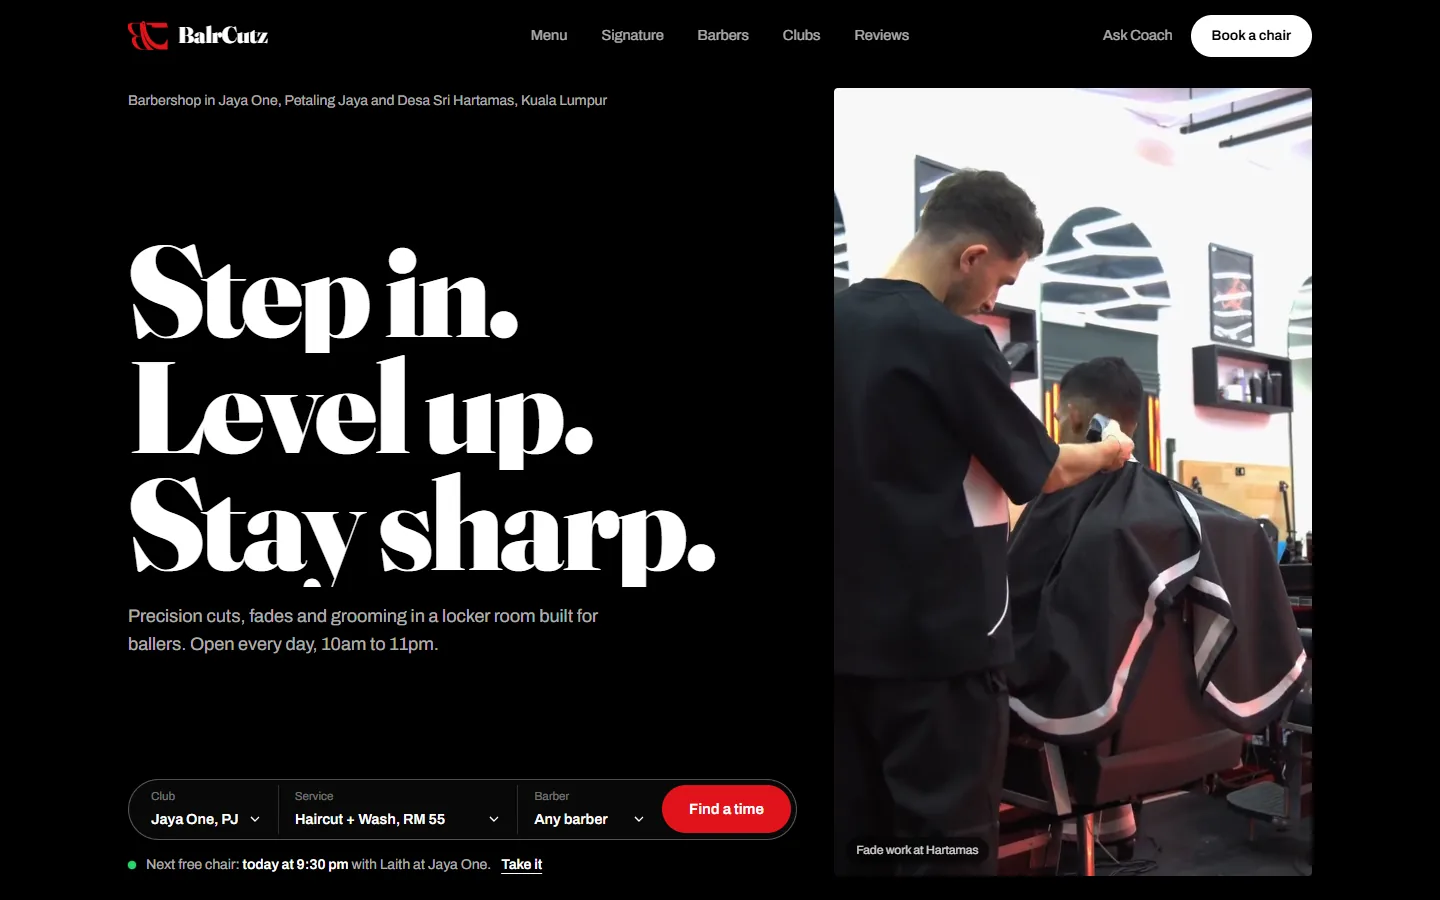 BalrCutz
Menu
Signature
Barbers
Clubs
Reviews
Ask Coach
Book a chair
Barbershop in Jaya One, Petaling Jaya and Desa Sri Hartamas, Kuala Lumpur
Step in.
Level up.
Stay sharp.
Precision cuts, fades and grooming in a locker room built for
ballers. Open every day, 10am to 11pm.
Club
Jaya One, PJ
Service
Haircut + Wash, RM 55
Barber
Any barber
Find a time
Next free chair: today at 9:30 pm with Laith at Jaya One. Take it
Fade work at Hartamas